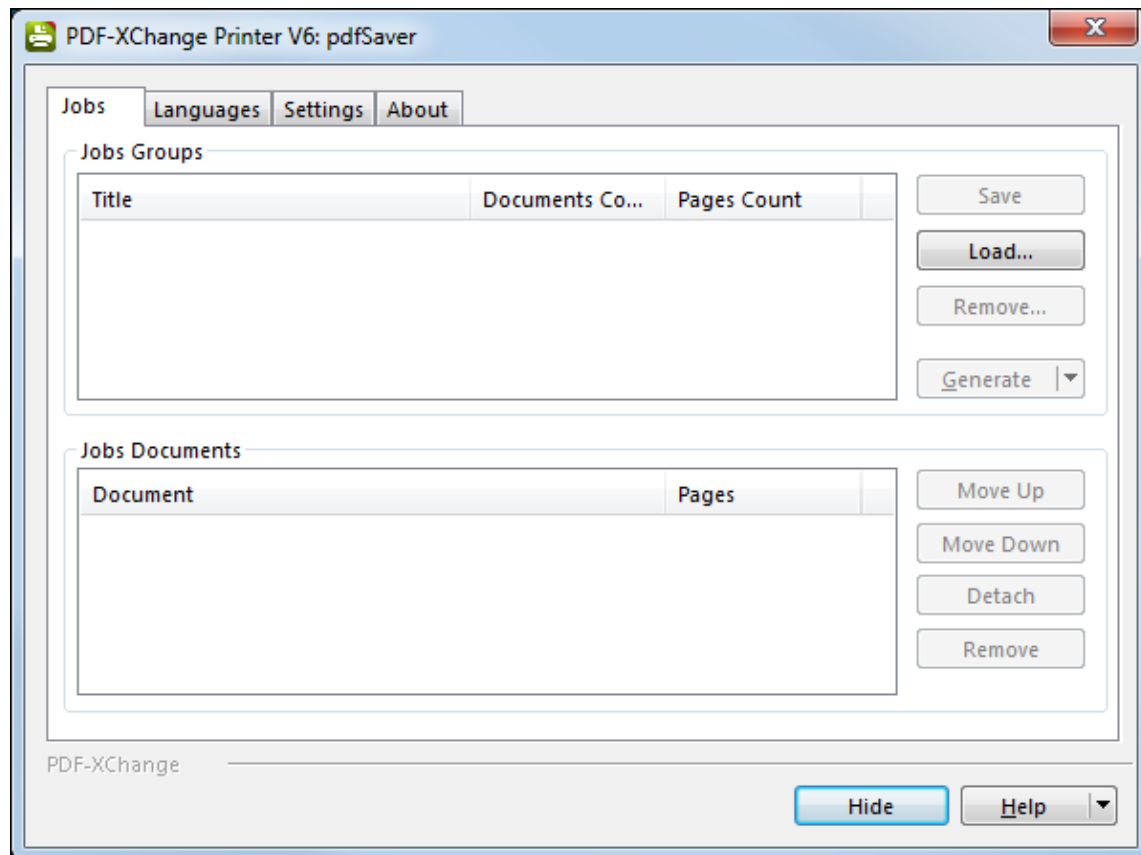 PDF-XChange Printer V6: pdfSaver
Jobs Languages Settings About
Jobs Groups
Title Documents Co... Pages Count
Save
Load...
Remove...
Generate
Jobs Documents
Document Pages
Move Up
Move Down
Detach
Remove
PDF-XChange
Hide Help